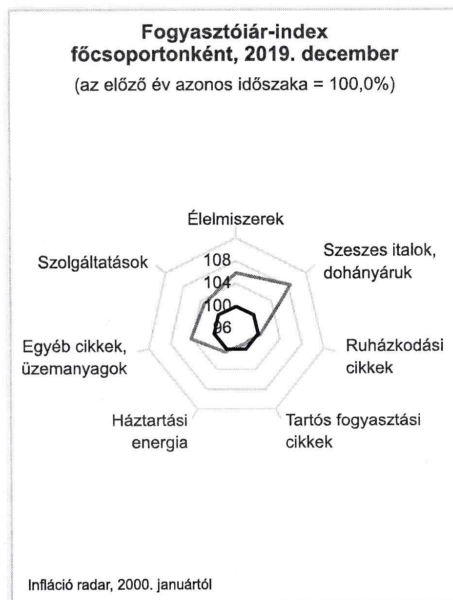 Fogyasztóiár-index
főcsoportonként, 2019. december
(az előző év azonos időszaka = 100,0%)
Élelmiszerek
Szeszes italok,
dohányáruk
Szolgáltatások
108
104
100
96
Egyéb cikkek,
üzemanyagok
Ruházkodási
cikkek
Háztartási
energia
Tartós fogyasztási
cikkek
Infláció radar, 2000. januártól